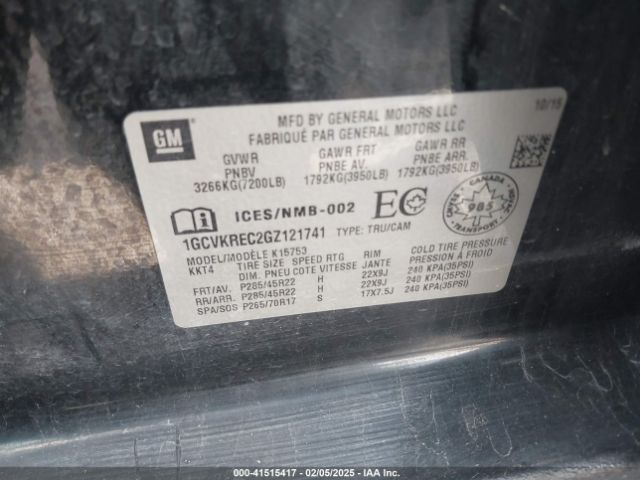 MFD BY GENERAL MOTORS LLC 10/15
FABRIQUÉ PAR GENERAL MOTORS LLC
GM
GVWR GAWR FRT GAWR RR
PNBV PNBE AV. PNBE ARR.
3266KG(7200LB) 1792KG(3950LB) 1792KG(3950LB)
ICES/NMB-002 EC
CANADA
985
TRANSPORT
1GCVKREC2GZ121741 TYPE: TRU/CAM
MODEL/MODÈLE K15753
KKT4 TIRE SIZE SPEED RTG RIM COLD TIRE PRESSURE
DIM. PNEU COTE VITESSE JANTE PRESSION À FROID
FRT/AV. P285/45R22 H 22X9J 240 KPA(35PSI)
RR/ARR. P285/45R22 H 22X9J 240 KPA(35PSI)
SPA/SOS P265/70R17 S 17X7.5J 240 KPA(35PSI)
000-41515417 - 02/05/2025 - IAA Inc.